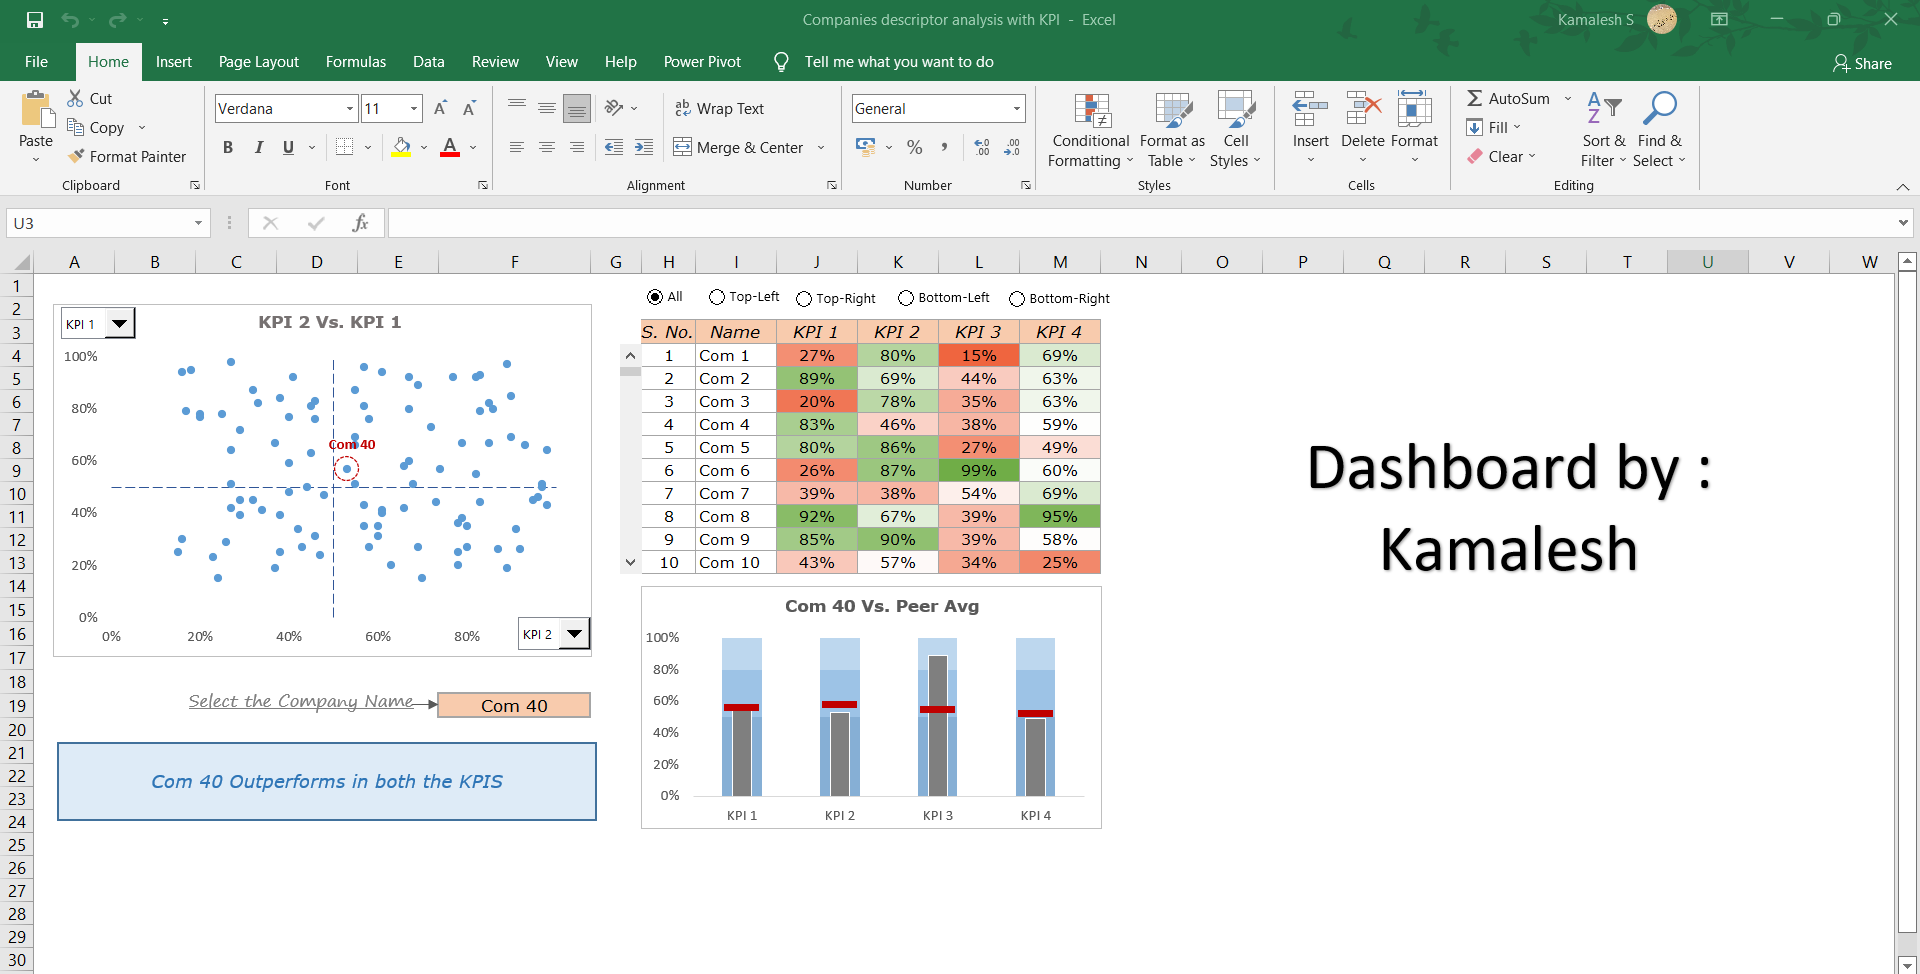 Companies descriptor analysis with KPI - Excel
Kamalesh S
File Home Insert Page Layout Formulas Data Review View Help Power Pivot Tell me what you want to do
Share
Paste
Cut
Copy
Format Painter
Clipboard
Verdana 11 A A
B I U A
Font
ab Wrap Text
Merge & Center
Alignment
General
% ,
Number
Conditional Formatting
Format as Table
Cell Styles
Styles
Insert Delete Format
Cells
AutoSum
Fill
Clear
Sort & Filter
Find & Select
Editing
U3
fx
A B C D E F G H I J K L M N O P Q R S T U V W
1
2
3
4
5
6
7
8
9
10
11
12
13
14
15
16
17
18
19
20
21
22
23
24
25
26
27
28
29
30
KPI 1
KPI 2 Vs. KPI 1
100%
80%
60%
40%
20%
0%
Com 40
0% 20% 40% 60% 80%
KPI 2
Select the Company Name
Com 40
Com 40 Outperforms in both the KPIS
All Top-Left Top-Right Bottom-Left Bottom-Right
S. No. Name KPI 1 KPI 2 KPI 3 KPI 4
1 Com 1 27% 80% 15% 69%
2 Com 2 89% 69% 44% 63%
3 Com 3 20% 78% 35% 63%
4 Com 4 83% 46% 38% 59%
5 Com 5 80% 86% 27% 49%
6 Com 6 26% 87% 99% 60%
7 Com 7 39% 38% 54% 69%
8 Com 8 92% 67% 39% 95%
9 Com 9 85% 90% 39% 58%
10 Com 10 43% 57% 34% 25%
Com 40 Vs. Peer Avg
100%
80%
60%
40%
20%
0%
KPI 1 KPI 2 KPI 3 KPI 4
Dashboard by :
Kamalesh